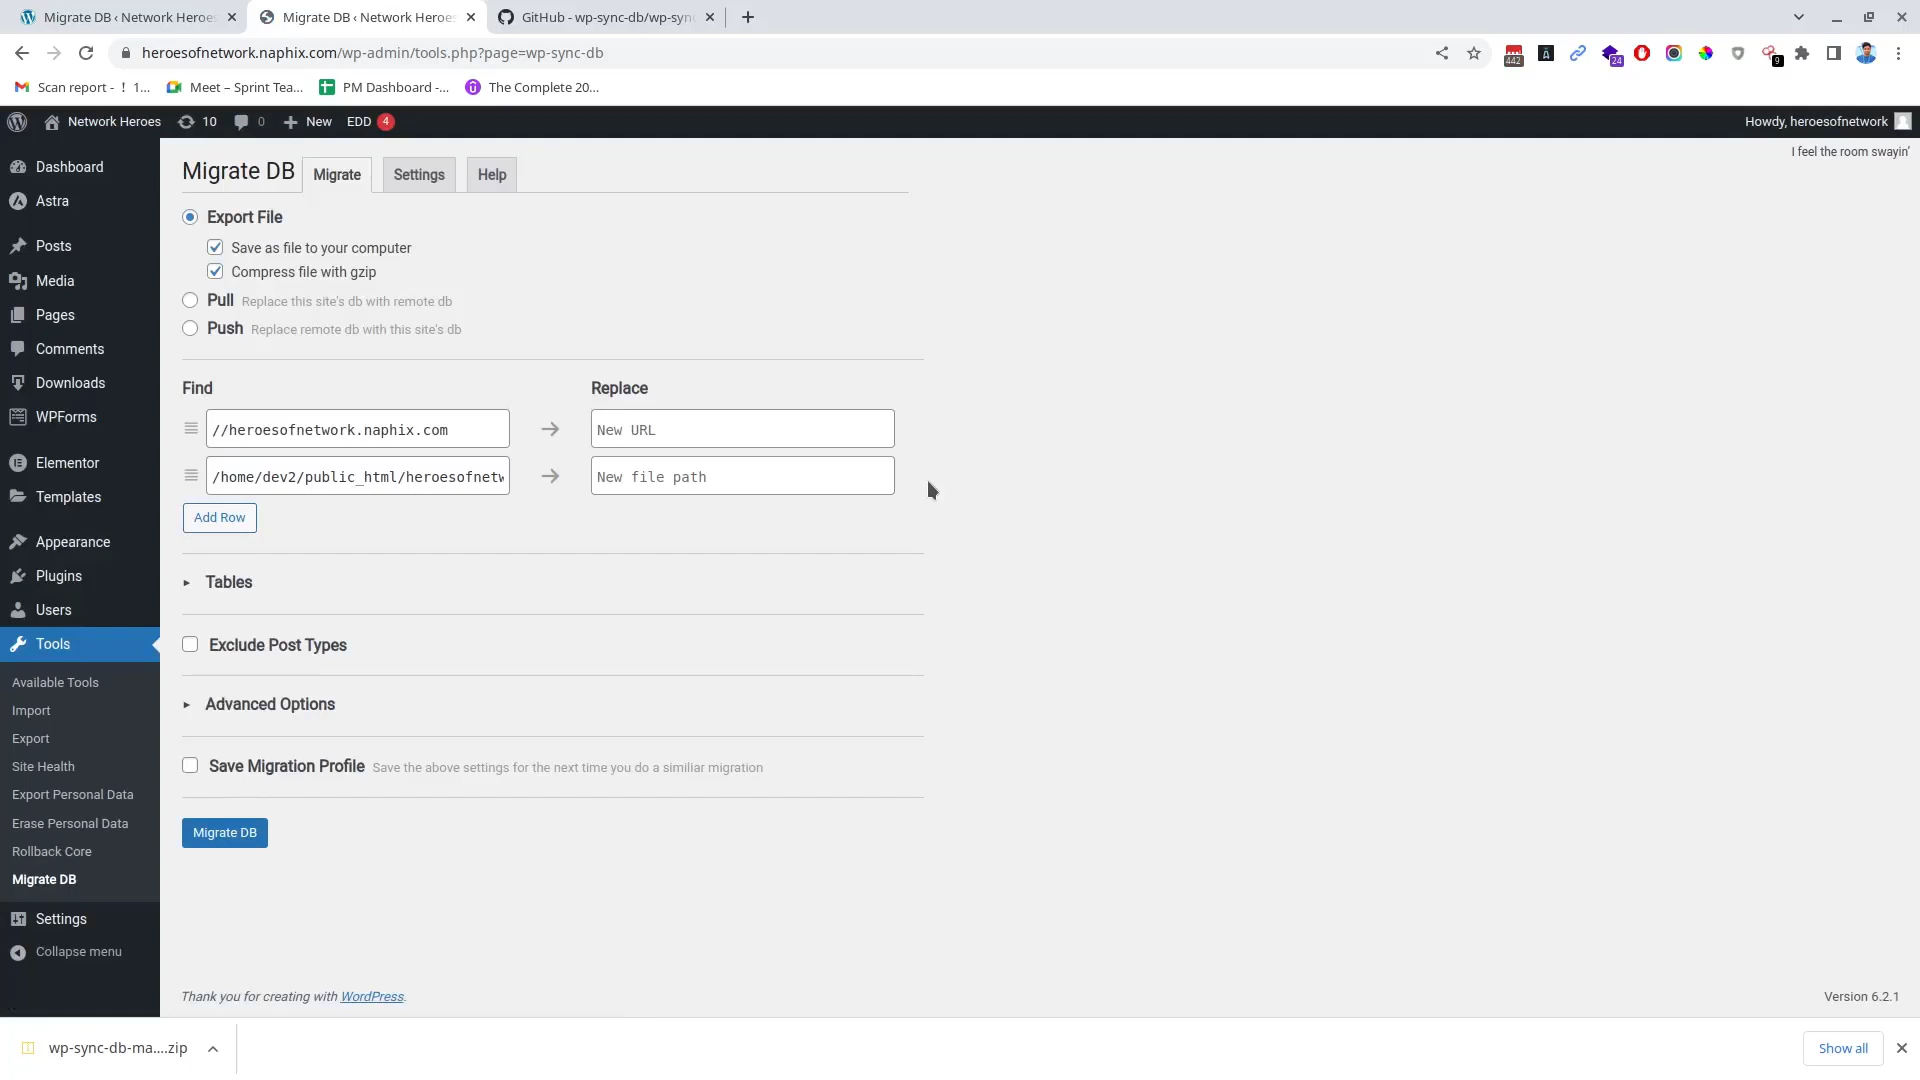 Migrate DB ‹ Network Heroes
Migrate DB ‹ Network Heroes
GitHub - wp-sync-db/wp-sync
heroesofnetwork.naphix.com/wp-admin/tools.php?page=wp-sync-db
442
24
9
Scan report - ! 1...
Meet – Sprint Tea...
PM Dashboard -...
The Complete 20...
Network Heroes
10
0
New
EDD 4
Howdy, heroesofnetwork
I feel the room swayin’
Dashboard
Astra
Posts
Media
Pages
Comments
Downloads
WPForms
Elementor
Templates
Appearance
Plugins
Users
Tools
Available Tools
Import
Export
Site Health
Export Personal Data
Erase Personal Data
Rollback Core
Migrate DB
Settings
Collapse menu
Migrate DB
Migrate
Settings
Help
Export File
Save as file to your computer
Compress file with gzip
Pull Replace this site's db with remote db
Push Replace remote db with this site's db
Find
Replace
//heroesofnetwork.naphix.com
New URL
/home/dev2/public_html/heroesofnetw
New file path
Add Row
Tables
Exclude Post Types
Advanced Options
Save Migration Profile Save the above settings for the next time you do a similiar migration
Migrate DB
Thank you for creating with WordPress.
Version 6.2.1
wp-sync-db-ma....zip
Show all